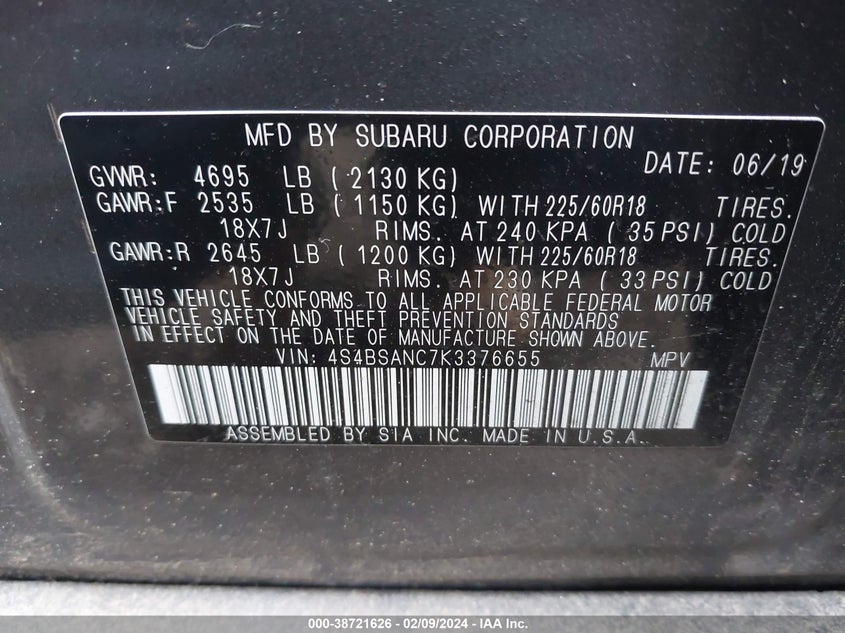 MFD BY SUBARU CORPORATION
DATE: 06/19
GVWR: 4695 LB ( 2130 KG)
GAWR:F 2535 LB ( 1150 KG) WITH 225/60R18 TIRES.
18X7J RIMS. AT 240 KPA ( 35 PSI) COLD
GAWR:R 2645 LB ( 1200 KG) WITH 225/60R18 TIRES.
18X7J RIMS. AT 230 KPA ( 33 PSI) COLD
THIS VEHICLE CONFORMS TO ALL APPLICABLE FEDERAL MOTOR
VEHICLE SAFETY AND THEFT PREVENTION STANDARDS
IN EFFECT ON THE DATE OF MANUFACTURE SHOWN ABOVE.
VIN: 4S4BSANC7K3376655 MPV
ASSEMBLED BY SIA INC. MADE IN U.S.A.
000-38721626 - 02/09/2024 - IAA Inc.